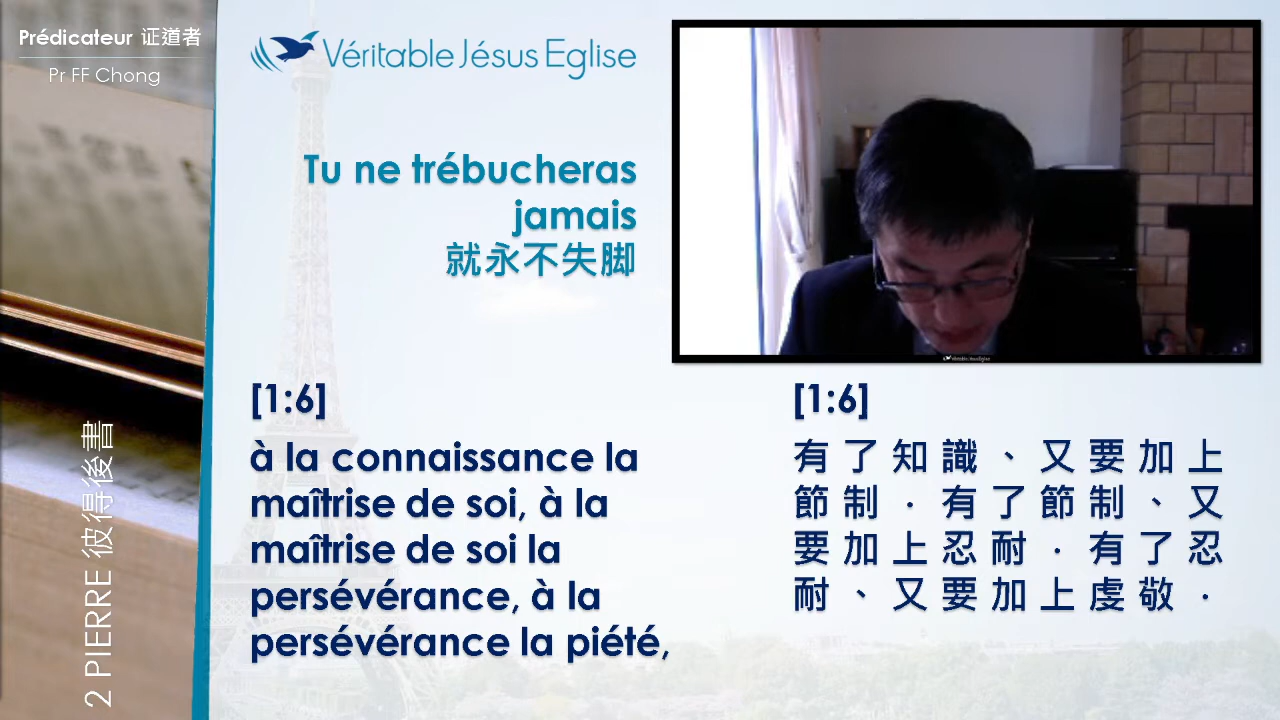 Prédicateur 证道者
Pr FF Chong
Véritable Jésus Eglise
Tu ne trébucheras
jamais
就永不失脚
[1:6]
à la connaissance la
maîtrise de soi, à la
maîtrise de soi la
persévérance, à la
persévérance la piété,
[1:6]
有了知識、又要加上
節制．有了節制、又
要加上忍耐．有了忍
耐、又要加上虔敬．
2 PIERRE 彼得後書